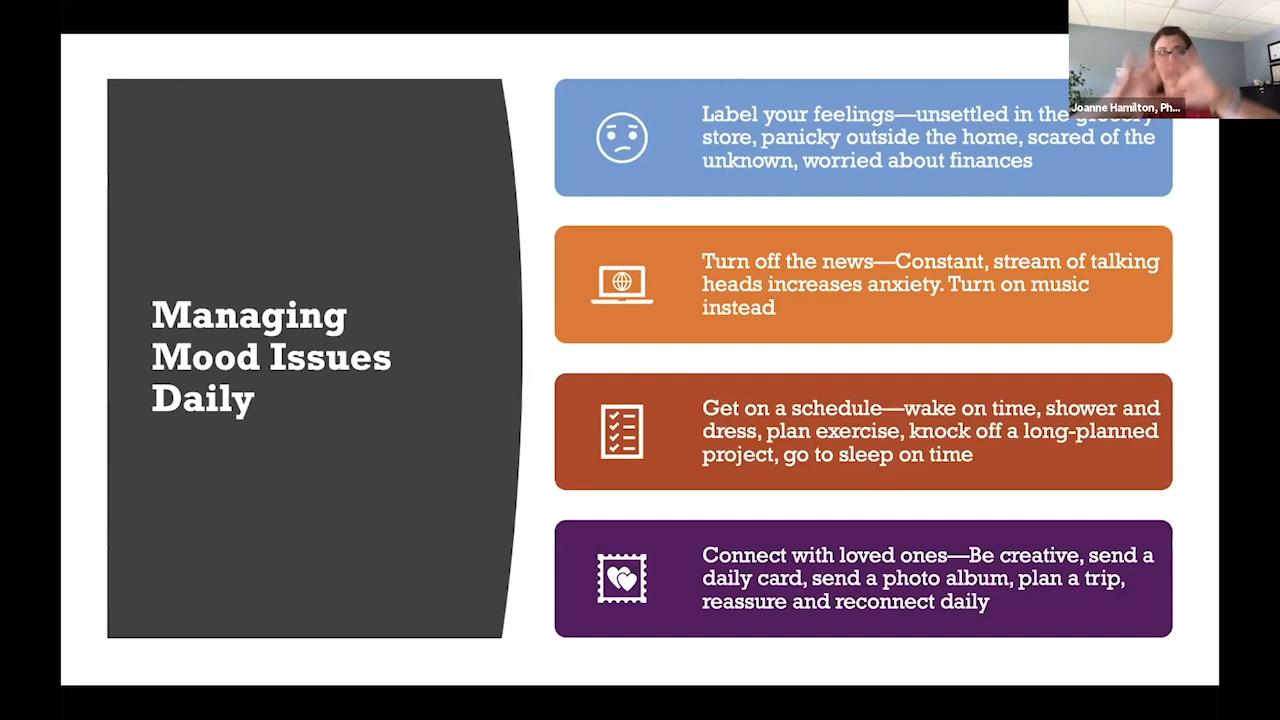 Joanne Hamilton, Ph...
Managing
Mood Issues
Daily
Label your feelings—unsettled in the grocery
store, panicky outside the home, scared of the
unknown, worried about finances
Turn off the news—Constant, stream of talking
heads increases anxiety. Turn on music
instead
Get on a schedule—wake on time, shower and
dress, plan exercise, knock off a long-planned
project, go to sleep on time
Connect with loved ones—Be creative, send a
daily card, send a photo album, plan a trip,
reassure and reconnect daily